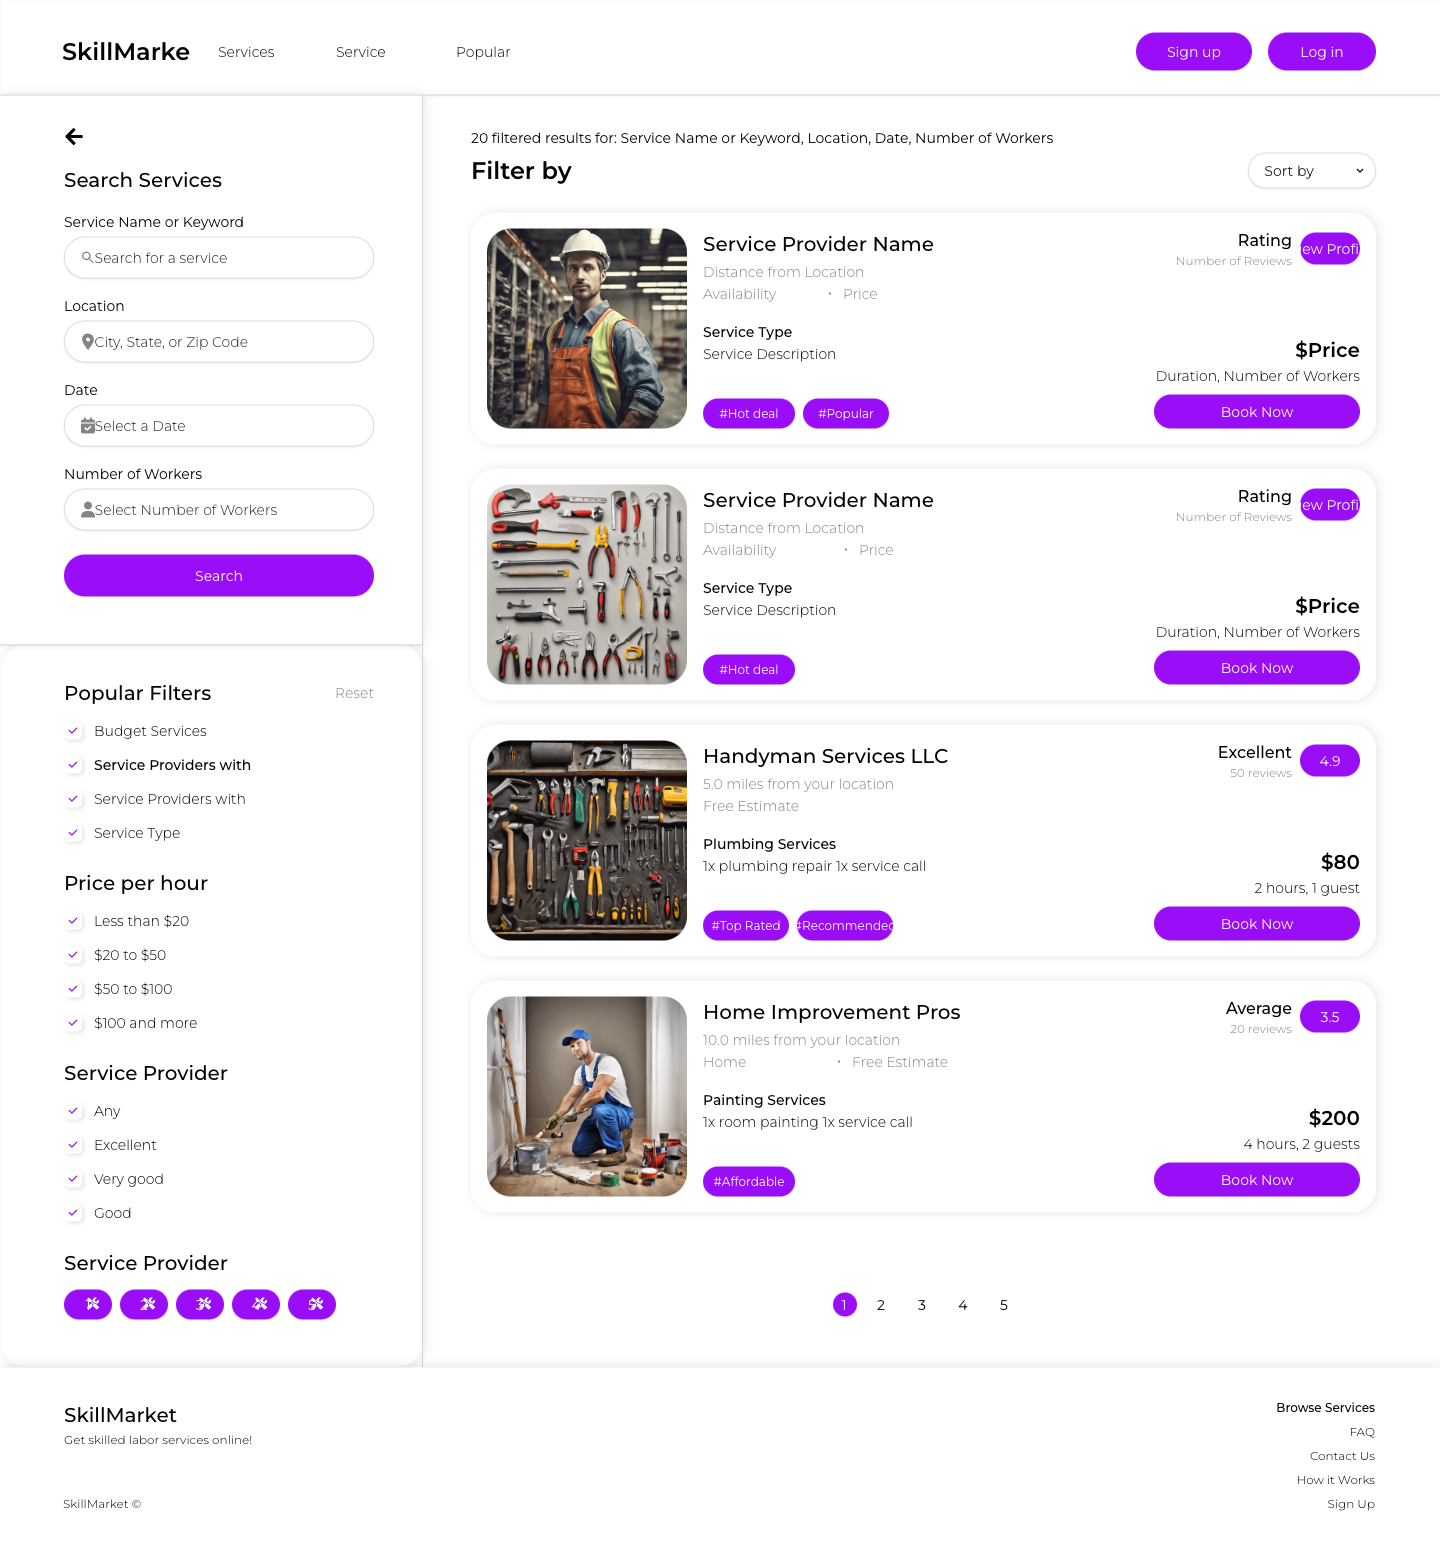 SkillMarke
Services
Service
Popular
Sign up
Log in
Search Services
Service Name or Keyword
Search for a service
Location
City, State, or Zip Code
Date
Select a Date
Number of Workers
Select Number of Workers
Search
Popular Filters
Reset
Budget Services
Service Providers with
Service Providers with
Service Type
Price per hour
Less than $20
$20 to $50
$50 to $100
$100 and more
Service Provider
Any
Excellent
Very good
Good
Service Provider
1
2
3
4
5
20 filtered results for: Service Name or Keyword, Location, Date, Number of Workers
Filter by
Sort by
Service Provider Name
Distance from Location
Availability • Price
Service Type
Service Description
#Hot deal
#Popular
Rating
Number of Reviews
ew Profi
$Price
Duration, Number of Workers
Book Now
Service Provider Name
Distance from Location
Availability • Price
Service Type
Service Description
#Hot deal
Rating
Number of Reviews
ew Profi
$Price
Duration, Number of Workers
Book Now
Handyman Services LLC
5.0 miles from your location
Free Estimate
Plumbing Services
1x plumbing repair 1x service call
#Top Rated
#Recommended
Excellent
50 reviews
4.9
$80
2 hours, 1 guest
Book Now
Home Improvement Pros
10.0 miles from your location
Home • Free Estimate
Painting Services
1x room painting 1x service call
#Affordable
Average
20 reviews
3.5
$200
4 hours, 2 guests
Book Now
1 2 3 4 5
SkillMarket
Get skilled labor services online!
SkillMarket ©
Browse Services
FAQ
Contact Us
How it Works
Sign Up